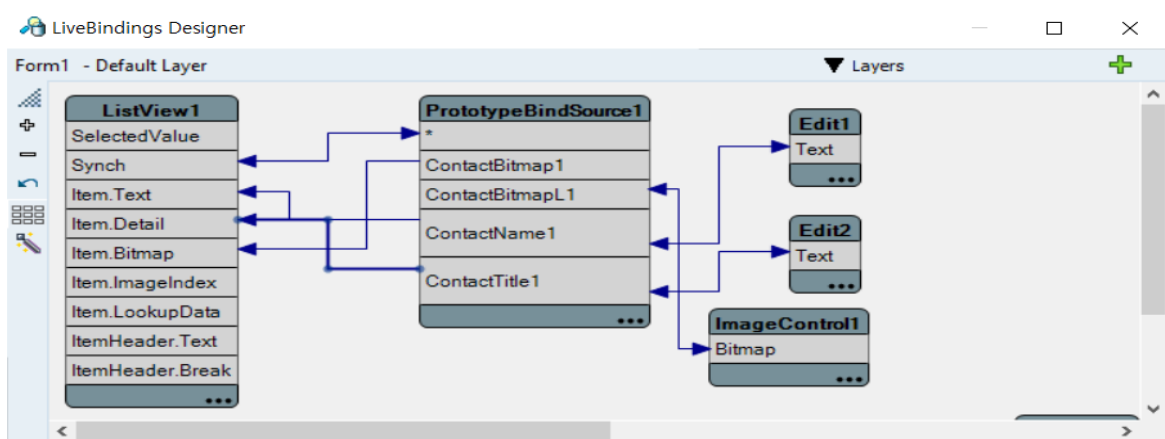 LiveBindings Designer
Form1 - Default Layer
Layers
ListView1
SelectedValue
Synch
Item.Text
Item.Detail
Item.Bitmap
Item.ImageIndex
Item.LookupData
ItemHeader.Text
ItemHeader.Break
PrototypeBindSource1
*
ContactBitmap1
ContactBitmapL1
ContactName1
ContactTitle1
Edit1
Text
Edit2
Text
ImageControl1
Bitmap